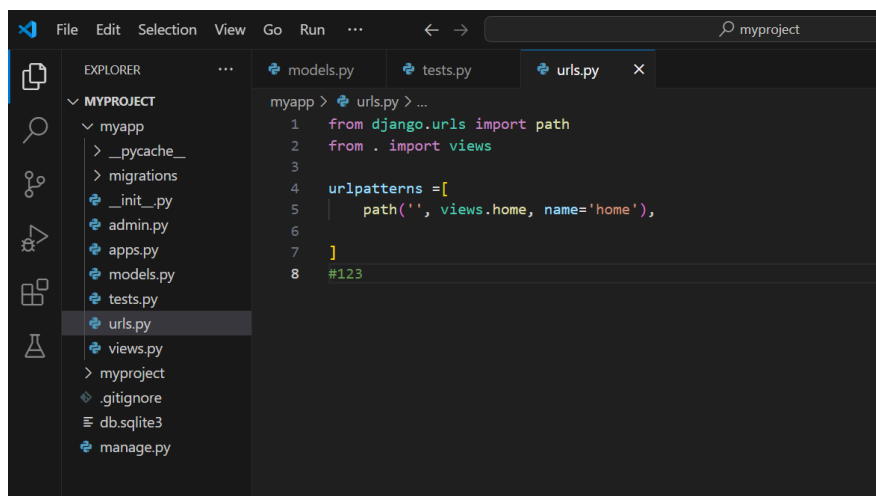 File Edit Selection View Go Run ··· ← → myproject
EXPLORER ···
MYPROJECT
myapp
__pycache__
migrations
__init__.py
admin.py
apps.py
models.py
tests.py
urls.py
views.py
myproject
.gitignore
db.sqlite3
manage.py
models.py tests.py urls.py ×
myapp > urls.py > ...
1 from django.urls import path
2 from . import views
3
4 urlpatterns =[
5     path('', views.home, name='home'),
6
7 ]
8 #123